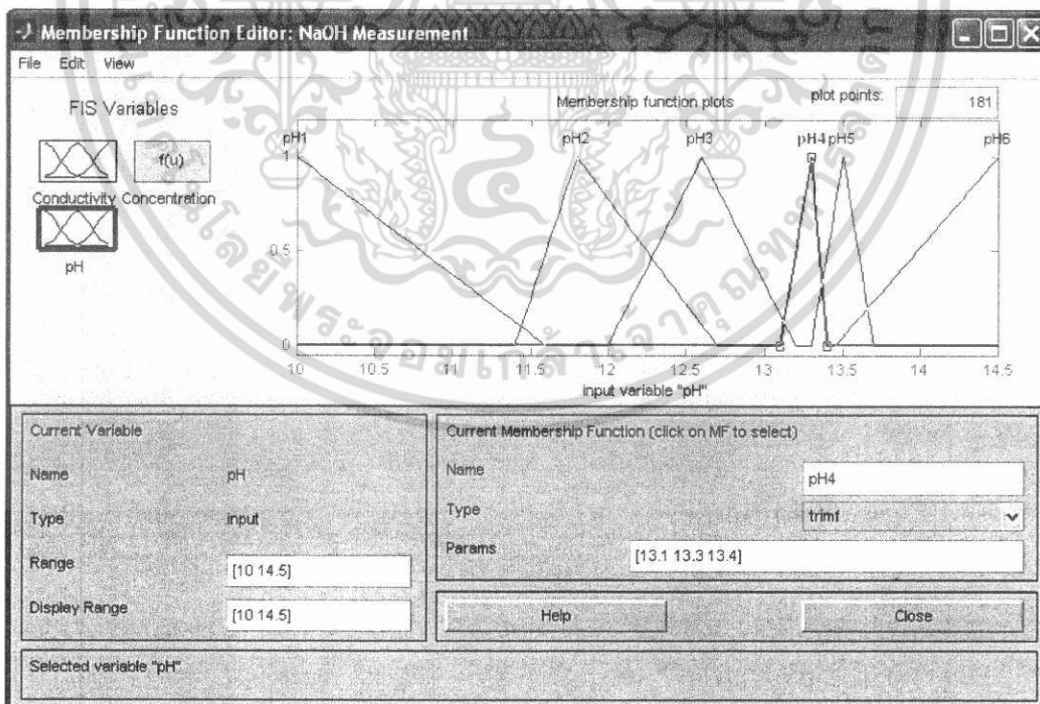 Membership Function Editor: NaOH Measurement
File Edit View
FIS Variables
f(u)
Conductivity Concentration
pH
Membership function plots
plot points: 181
pH1 pH2 pH3 pH4 pH5 pH6
1
0.5
0
10 10.5 11 11.5 12 12.5 13 13.5 14 14.5
input variable "pH"
Current Variable
Name pH
Type input
Range [10 14.5]
Display Range [10 14.5]
Current Membership Function (click on MF to select)
Name pH4
Type trimf
Params [13.1 13.3 13.4]
Help Close
Selected variable "pH"